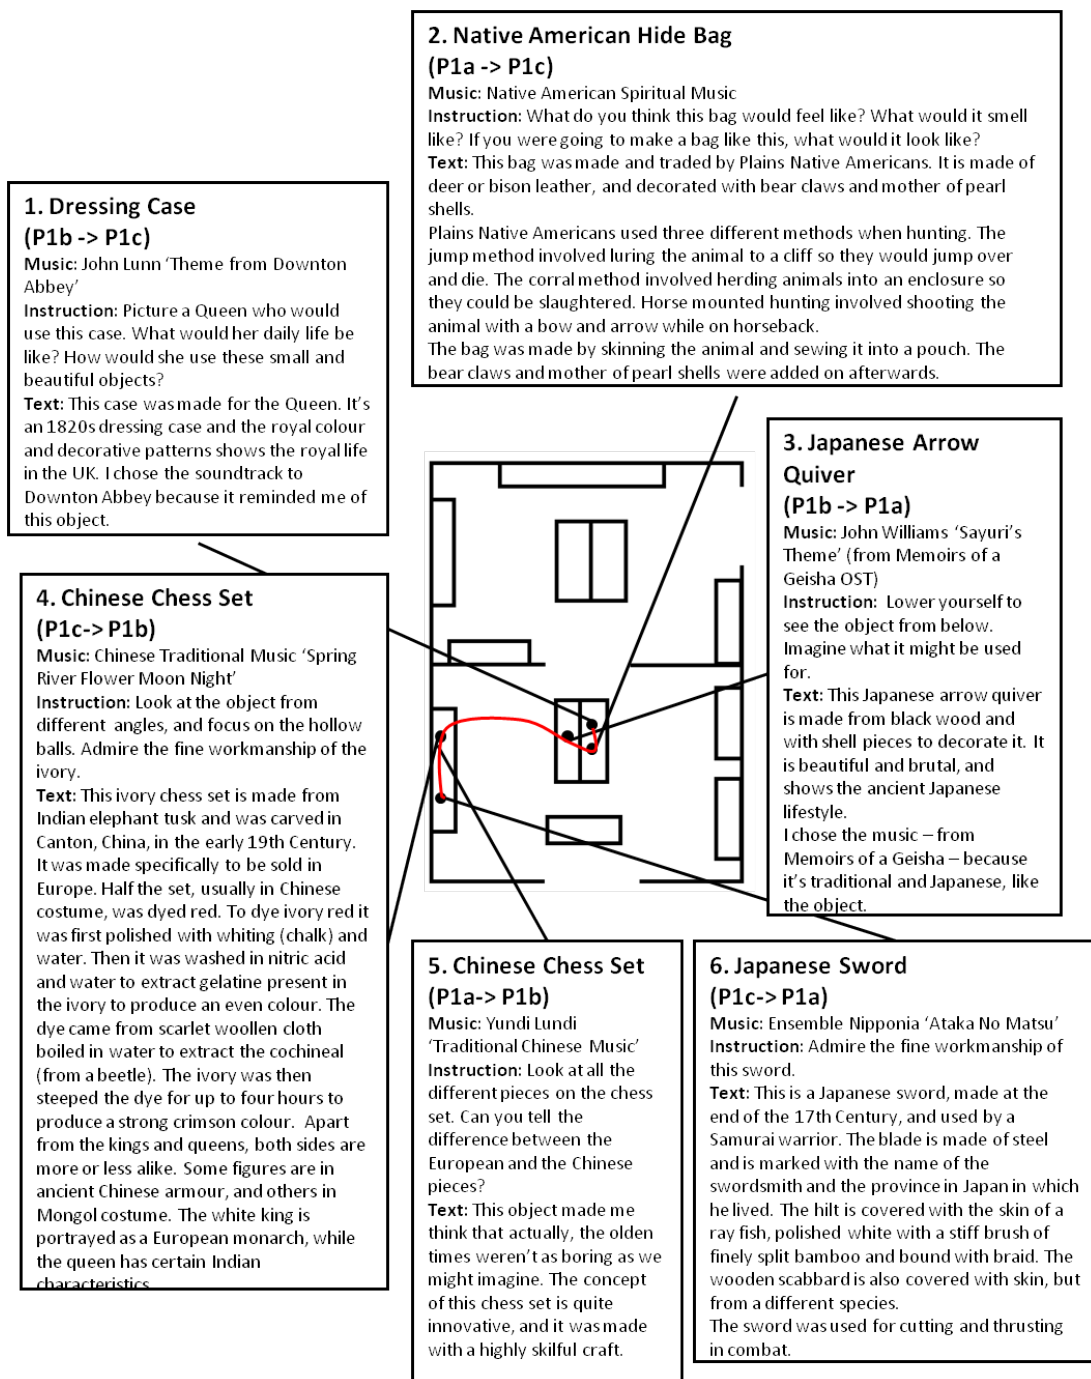 1. Dressing Case
(P1b -> P1c)
Music: John Lunn ‘Theme from Downton
Abbey’
Instruction: Picture a Queen who would
use this case. What would her daily life be
like? How would she use these small and
beautiful objects?
Text: This case was made for the Queen. It’s
an 1820s dressing case and the royal colour
and decorative patterns shows the royal life
in the UK. I chose the soundtrack to
Downton Abbey because it reminded me of
this object.
2. Native American Hide Bag
(P1a -> P1c)
Music: Native American Spiritual Music
Instruction: What do you think this bag would feel like? What would it smell
like? If you were going to make a bag like this, what would it look like?
Text: This bag was made and traded by Plains Native Americans. It is made of
deer or bison leather, and decorated with bear claws and mother of pearl
shells.
Plains Native Americans used three different methods when hunting. The
jump method involved luring the animal to a cliff so they would jump over
and die. The corral method involved herding animals into an enclosure so
they could be slaughtered. Horse mounted hunting involved shooting the
animal with a bow and arrow while on horseback.
The bag was made by skinning the animal and sewing it into a pouch. The
bear claws and mother of pearl shells were added on afterwards.
3. Japanese Arrow
Quiver
(P1b -> P1a)
Music: John Williams ‘Sayuri’s
Theme’ (from Memoirs of a
Geisha OST)
Instruction: Lower yourself to
see the object from below.
Imagine what it might be used
for.
Text: This Japanese arrow quiver
is made from black wood and
with shell pieces to decorate it. It
is beautiful and brutal, and
shows the ancient Japanese
lifestyle.
I chose the music – from
Memoirs of a Geisha – because
it’s traditional and Japanese, like
the object.
4. Chinese Chess Set
(P1c-> P1b)
Music: Chinese Traditional Music ‘Spring
River Flower Moon Night’
Instruction: Look at the object from
different angles, and focus on the hollow
balls. Admire the fine workmanship of the
ivory.
Text: This ivory chess set is made from
Indian elephant tusk and was carved in
Canton, China, in the early 19th Century.
It was made specifically to be sold in
Europe. Half the set, usually in Chinese
costume, was dyed red. To dye ivory red it
was first polished with whiting (chalk) and
water. Then it was washed in nitric acid
and water to extract gelatine present in
the ivory to produce an even colour. The
dye came from scarlet woollen cloth
boiled in water to extract the cochineal
(from a beetle). The ivory was then
steeped the dye for up to four hours to
produce a strong crimson colour. Apart
from the kings and queens, both sides are
more or less alike. Some figures are in
ancient Chinese armour, and others in
Mongol costume. The white king is
portrayed as a European monarch, while
the queen has certain Indian
characteristics
5. Chinese Chess Set
(P1a-> P1b)
Music: Yundi Lundi
‘Traditional Chinese Music’
Instruction: Look at all the
different pieces on the chess
set. Can you tell the
difference between the
European and the Chinese
pieces?
Text: This object made me
think that actually, the olden
times weren’t as boring as we
might imagine. The concept
of this chess set is quite
innovative, and it was made
with a highly skilful craft.
6. Japanese Sword
(P1c-> P1a)
Music: Ensemble Nipponia ‘Ataka No Matsu’
Instruction: Admire the fine workmanship of
this sword.
Text: This is a Japanese sword, made at the
end of the 17th Century, and used by a
Samurai warrior. The blade is made of steel
and is marked with the name of the
swordsmith and the province in Japan in which
he lived. The hilt is covered with the skin of a
ray fish, polished white with a stiff brush of
finely split bamboo and bound with braid. The
wooden scabbard is also covered with skin, but
from a different species.
The sword was used for cutting and thrusting
in combat.